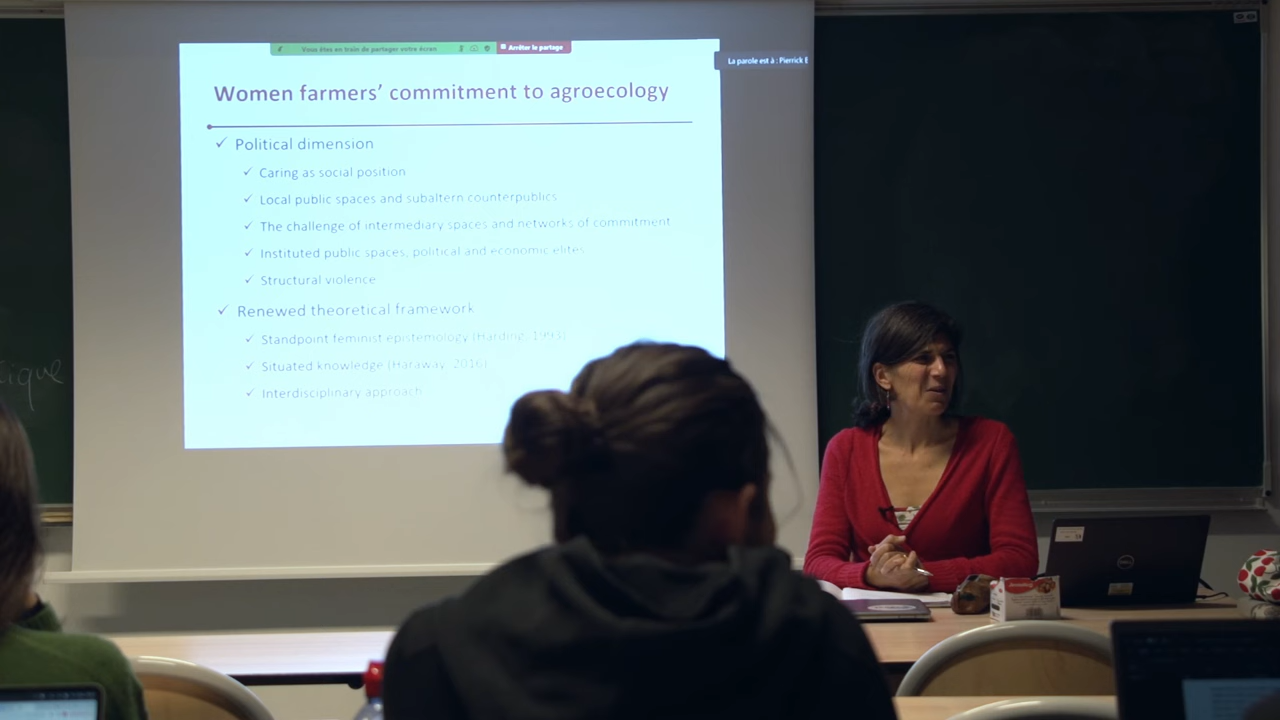 Vous êtes en train de partager votre écran
Arrêter le partage
La parole est à : Pierrick B
Women farmers' commitment to agroecology
✓ Political dimension
✓ Caring as social position
✓ Local public spaces and subaltern counterpublics
✓ The challenge of intermediary spaces and networks of commitment
✓ Instituted public spaces, political and economic elites
✓ Structural violence
✓ Renewed theoretical framework
✓ Standpoint feminist epistemology (Harding, 1993)
✓ Situated knowledge (Haraway, 2016)
✓ Interdisciplinary approach
ique
DELL